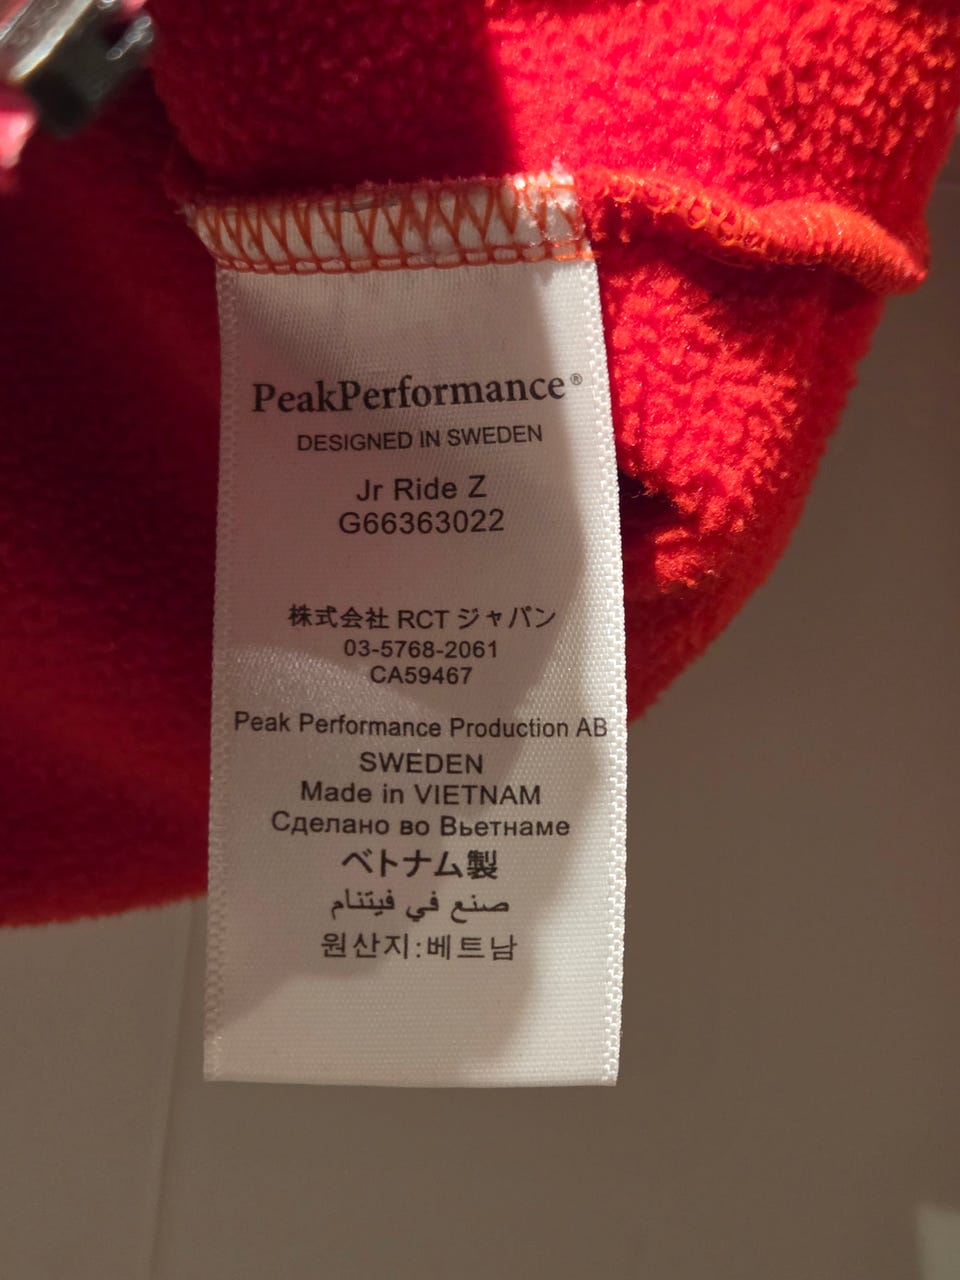 PeakPerformance®
DESIGNED IN SWEDEN
Jr Ride Z
G66363022
株式会社 RCT ジャパン
03-5768-2061
CA59467
Peak Performance Production AB
SWEDEN
Made in VIETNAM
Сделано во Вьетнаме
ベトナム製
صنع في فيتنام
원산지:베트남